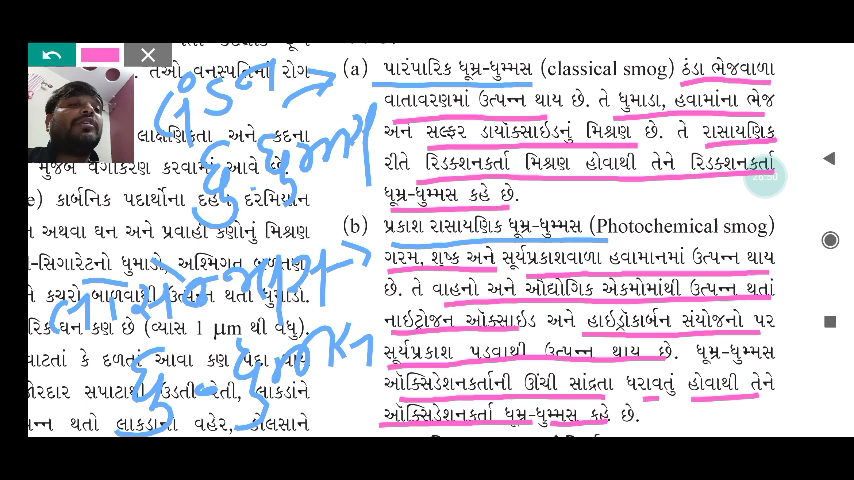 તેઓ વનસ્પતિમાં રોગ
લાક્ષણિકતા અને કદના
મુજબ વર્ગીકરણ કરવામાં આવે છે.
e) કાર્બનિક પદાર્થોના દહન દરમિયાન
ન અથવા ઘન અને પ્રવાહી કણોનું મિશ્રણ
-સિગારેટનો ધુમાડો, અશ્મિગત બળતણ
ને કચરો બાળવાથી ઉત્પન્ન થતો ધુમાડો.
રિક ઘન કણ છે (વ્યાસ 1 μm થી વધુ).
વાટતાં કે દળતાં આવા કણ પેદા થાય
જોરદાર સપાટાથી ઉડતી રેતી, લાકડાંને
ન્ન થતો લાકડાનો વહેર, કોલસાને
(a) પારંપારિક ધૂમ્ર-ધુમ્મસ (classical smog) ઠંડા ભેજવાળા
વાતાવરણમાં ઉત્પન્ન થાય છે. તે ધુમાડા, હવામાંના ભેજ
અને સલ્ફર ડાયૉક્સાઇડનું મિશ્રણ છે. તે રાસાયણિક
રીતે રિડક્શનકર્તા મિશ્રણ હોવાથી તેને રિડક્શનકર્તા
ધૂમ્ર-ધુમ્મસ કહે છે.
(b) પ્રકાશ રાસાયણિક ધૂમ્ર-ધુમ્મસ (Photochemical smog)
ગરમ, શુષ્ક અને સૂર્યપ્રકાશવાળા હવામાનમાં ઉત્પન્ન થાય
છે. તે વાહનો અને ઔદ્યોગિક એકમોમાંથી ઉત્પન્ન થતાં
નાઇટ્રોજન ઑક્સાઇડ અને હાઇડ્રૉકાર્બન સંયોજનો પર
સૂર્યપ્રકાશ પડવાથી ઉત્પન્ન થાય છે. ધૂમ્ર-ધુમ્મસ
ઑક્સિડેશનકર્તાની ઊંચી સાંદ્રતા ધરાવતું હોવાથી તેને
ઑક્સિડેશનકર્તા ધૂમ્ર-ધુમ્મસ કહે છે.